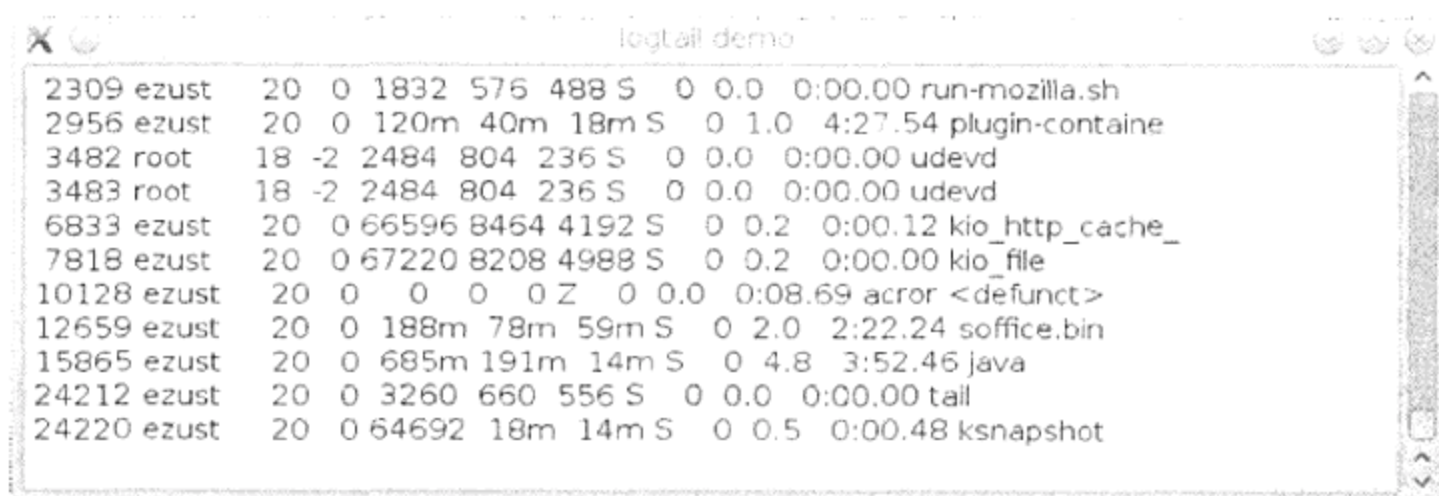 logtail demo
2309 ezust 20 0 1832 576 488 S 0 0.0 0:00.00 run-mozilla.sh
2956 ezust 20 0 120m 40m 18m S 0 1.0 4:27.54 plugin-containe
3482 root 18 -2 2484 804 236 S 0 0.0 0:00.00 udevd
3483 root 18 -2 2484 804 236 S 0 0.0 0:00.00 udevd
6833 ezust 20 0 66596 8464 4192 S 0 0.2 0:00.12 kio_http_cache_
7818 ezust 20 0 67220 8208 4988 S 0 0.2 0:00.00 kio_file
10128 ezust 20 0 0 0 0 Z 0 0.0 0:08.69 acror <defunct>
12659 ezust 20 0 188m 78m 59m S 0 2.0 2:22.24 soffice.bin
15865 ezust 20 0 685m 191m 14m S 0 4.8 3:52.46 java
24212 ezust 20 0 3260 660 556 S 0 0.0 0:00.00 tail
24220 ezust 20 0 64692 18m 14m S 0 0.5 0:00.48 ksnapshot